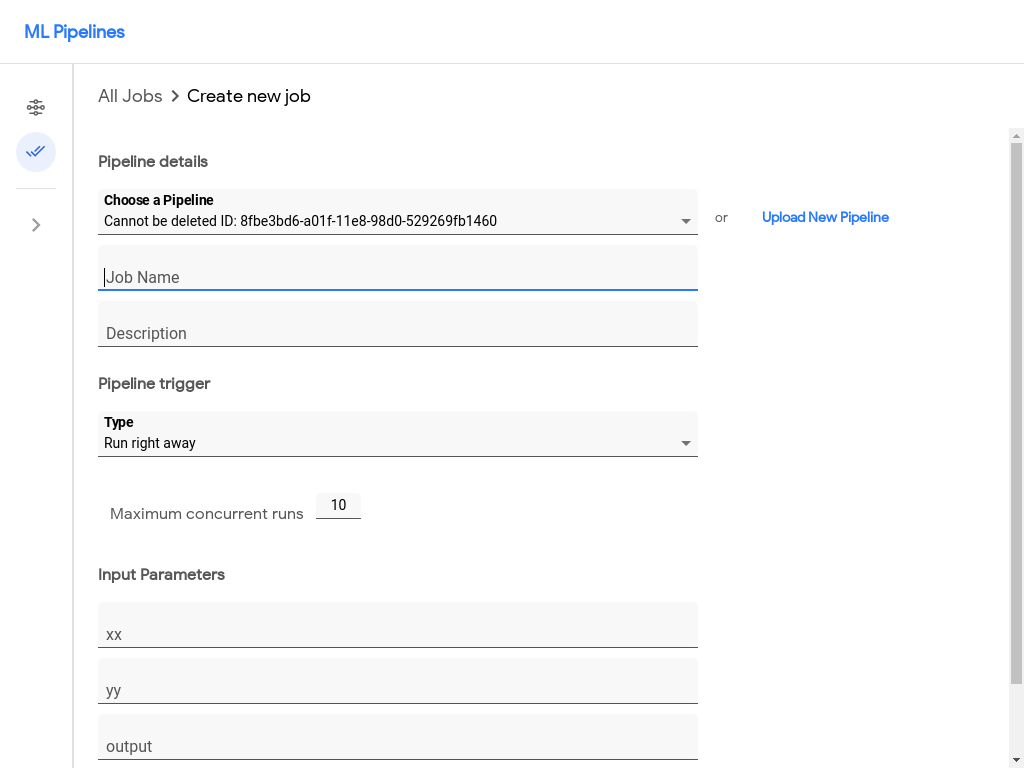 ML Pipelines
All Jobs > Create new job
Pipeline details
Choose a Pipeline
Cannot be deleted ID: 8fbe3bd6-a01f-11e8-98d0-529269fb1460
or
Upload New Pipeline
Job Name
Description
Pipeline trigger
Type
Run right away
Maximum concurrent runs 10
Input Parameters
xx
yy
output